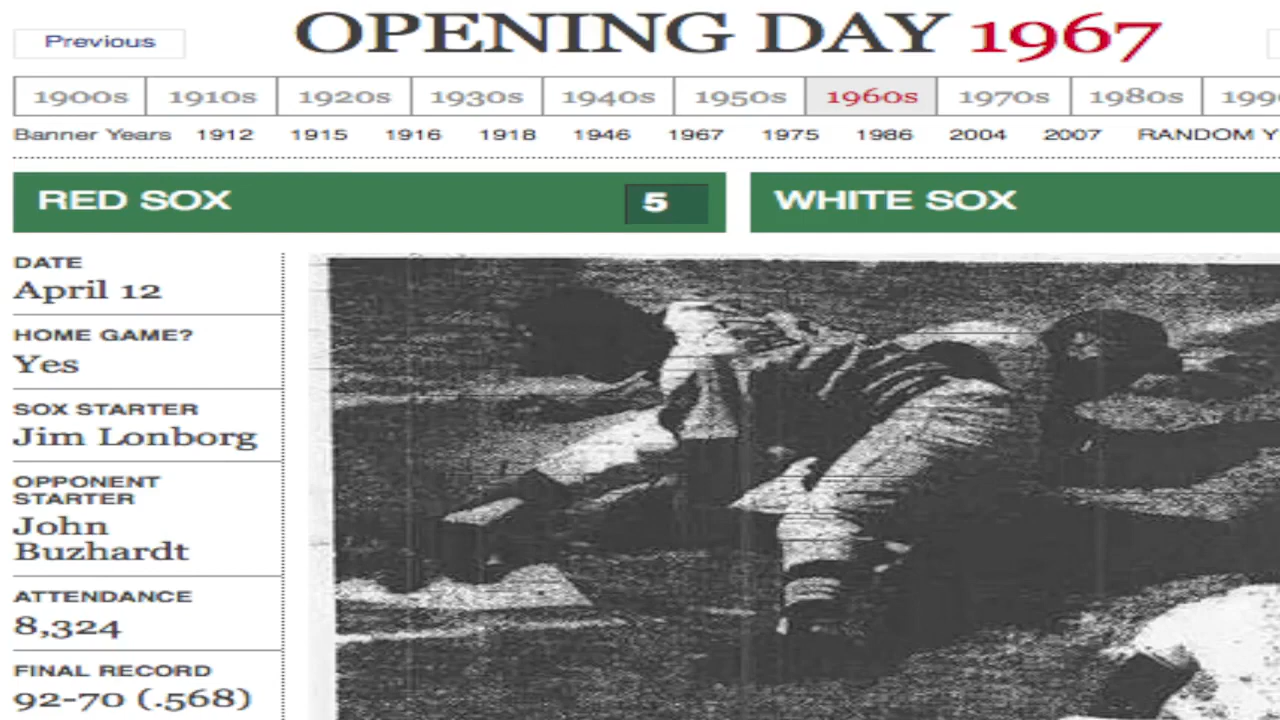 Previous
OPENING DAY 1967
1900s 1910s 1920s 1930s 1940s 1950s 1960s 1970s 1980s 199
Banner Years 1912 1915 1916 1918 1946 1967 1975 1986 2004 2007 RANDOM Y
RED SOX 5 WHITE SOX
DATE
April 12
HOME GAME?
Yes
SOX STARTER
Jim Lonborg
OPPONENT
STARTER
John
Buzhardt
ATTENDANCE
8,324
FINAL RECORD
92-70 (.568)